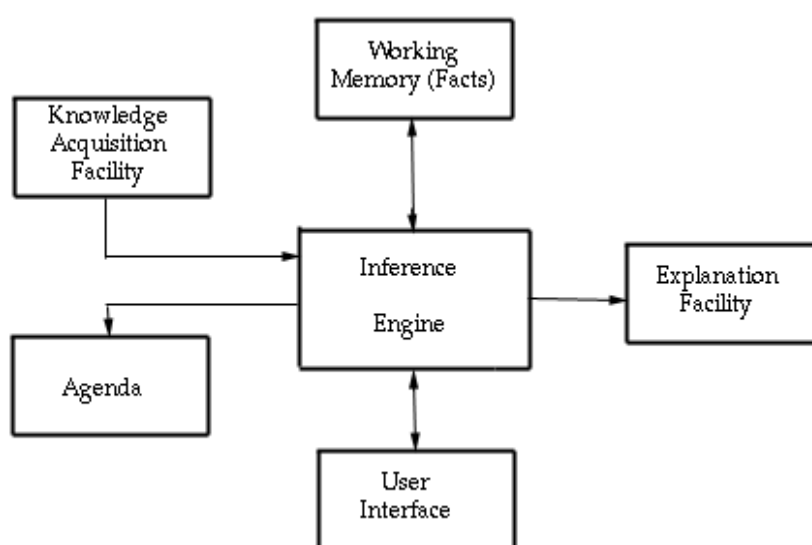 Working
Memory (Facts)
Knowledge
Acquisition
Facility
Inference
Engine
Explanation
Facility
Agenda
User
Interface